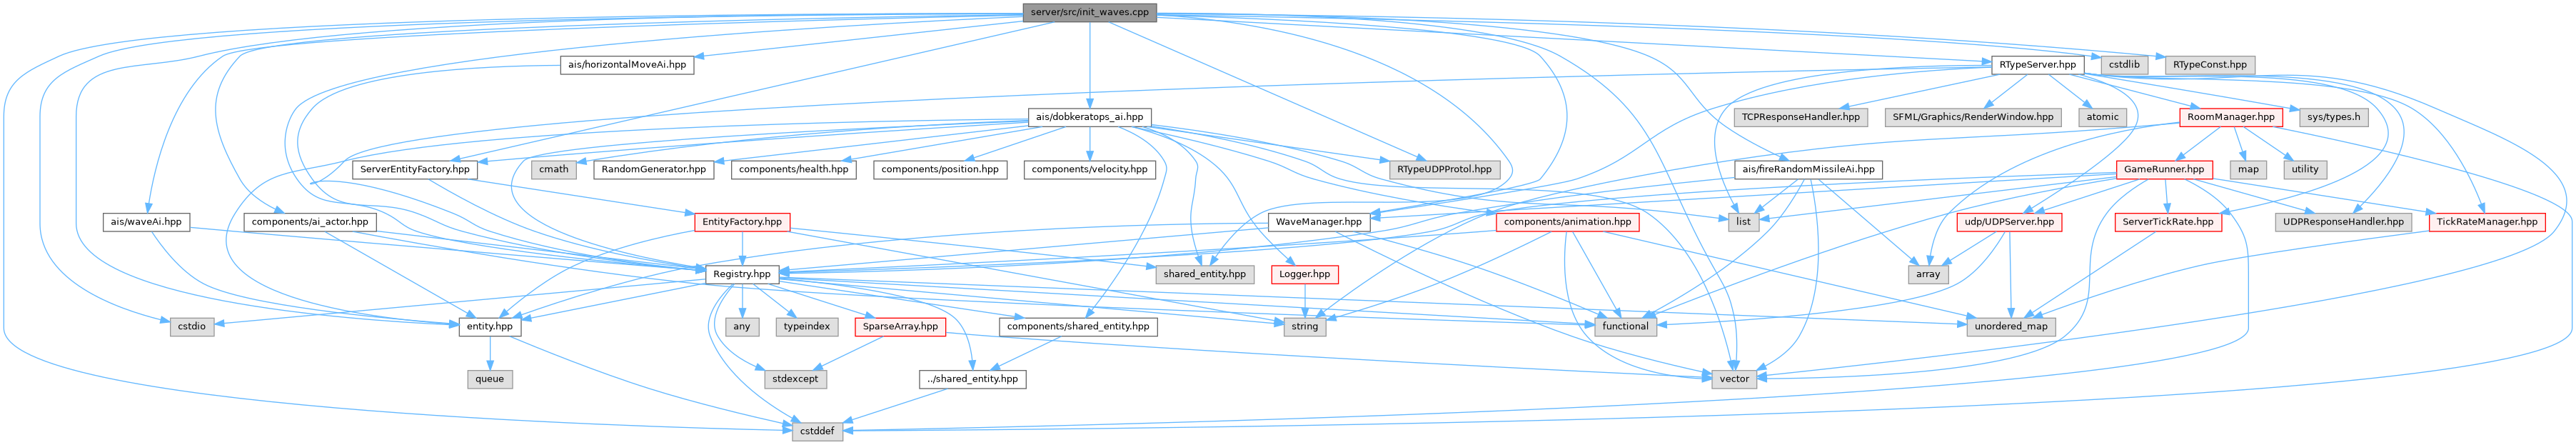 server/src/init_waves.cpp
ais/horizontalMoveAi.hpp
RTypeServer.hpp
cstdlib
RTypeConst.hpp
ais/dobkeratops_ai.hpp
TCPResponseHandler.hpp
SFML/Graphics/RenderWindow.hpp
atomic
RoomManager.hpp
sys/types.h
ServerEntityFactory.hpp
cmath
RandomGenerator.hpp
components/health.hpp
components/position.hpp
components/velocity.hpp
RTypeUDPProtol.hpp
ais/fireRandomMissileAi.hpp
GameRunner.hpp
map
utility
ais/waveAi.hpp
components/ai_actor.hpp
EntityFactory.hpp
components/animation.hpp
list
WaveManager.hpp
udp/UDPServer.hpp
ServerTickRate.hpp
UDPResponseHandler.hpp
TickRateManager.hpp
Registry.hpp
shared_entity.hpp
Logger.hpp
array
cstdio
entity.hpp
any
typeindex
SparseArray.hpp
components/shared_entity.hpp
string
functional
unordered_map
queue
stdexcept
../shared_entity.hpp
vector
cstddef